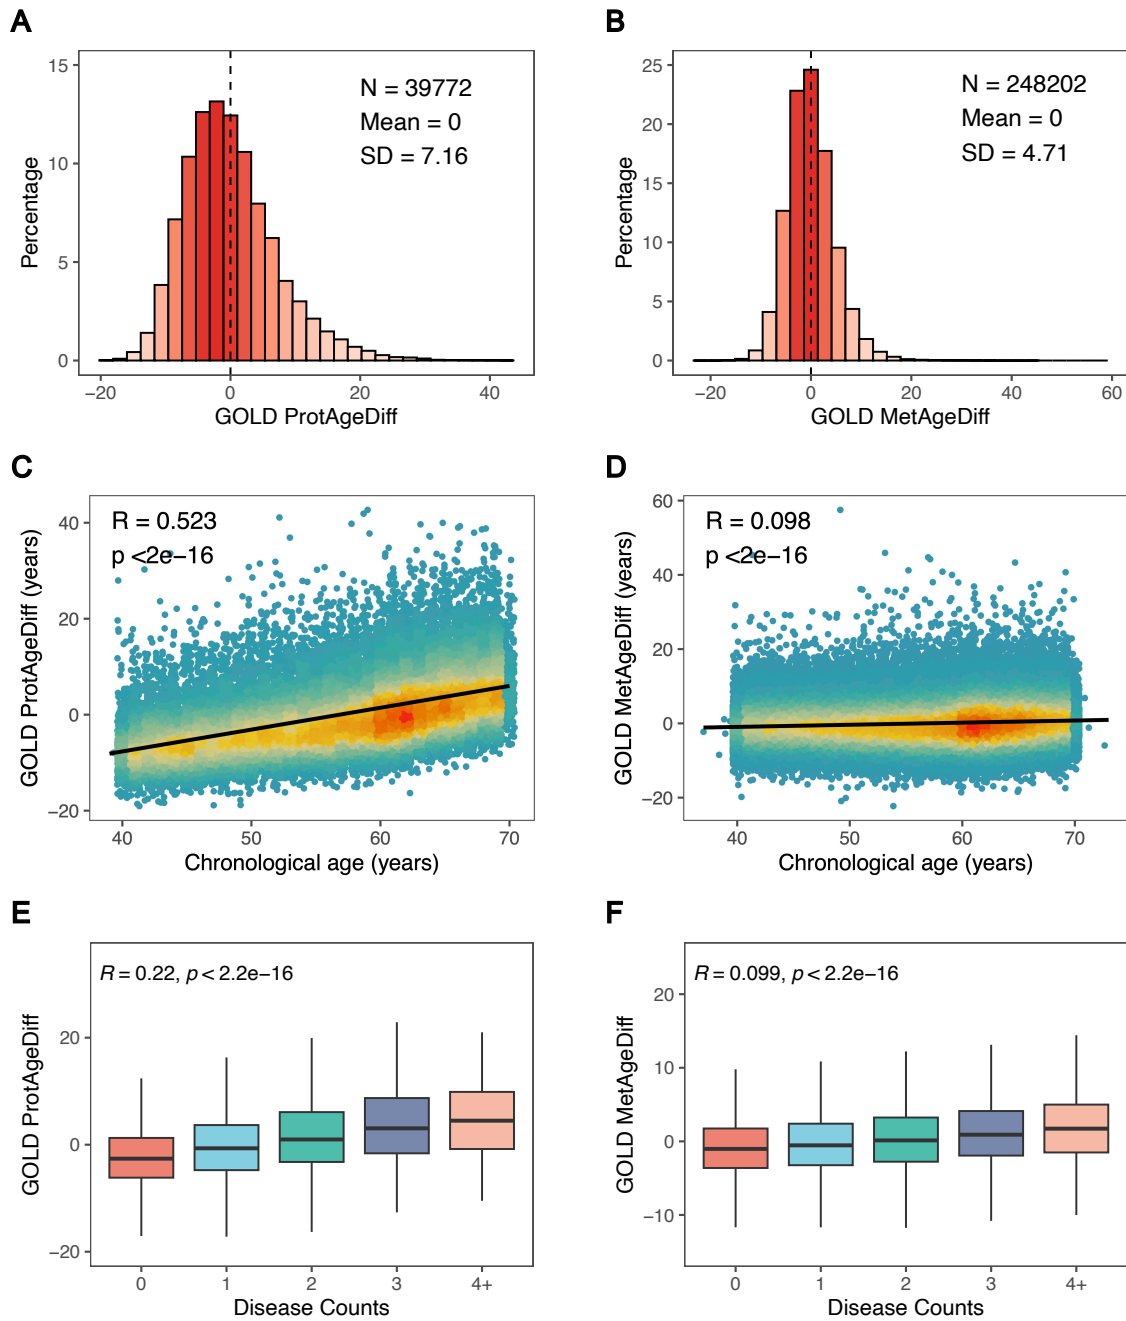 A
B
15
10
5
0
Percentage
N = 39772
Mean = 0
SD = 7.16
−20
0
20
40
GOLD ProtAgeDiff
25
20
15
10
5
0
Percentage
N = 248202
Mean = 0
SD = 4.71
−20
0
20
40
60
GOLD MetAgeDiff
C
D
40
20
0
−20
GOLD ProtAgeDiff (years)
R = 0.523
p <2e−16
40
50
60
70
Chronological age (years)
60
40
20
0
−20
GOLD MetAgeDiff (years)
R = 0.098
p <2e−16
40
50
60
70
Chronological age (years)
E
F
20
0
−20
GOLD ProtAgeDiff
R = 0.22, p < 2.2e−16
0
1
2
3
4+
Disease Counts
20
10
0
−10
GOLD MetAgeDiff
R = 0.099, p < 2.2e−16
0
1
2
3
4+
Disease Counts